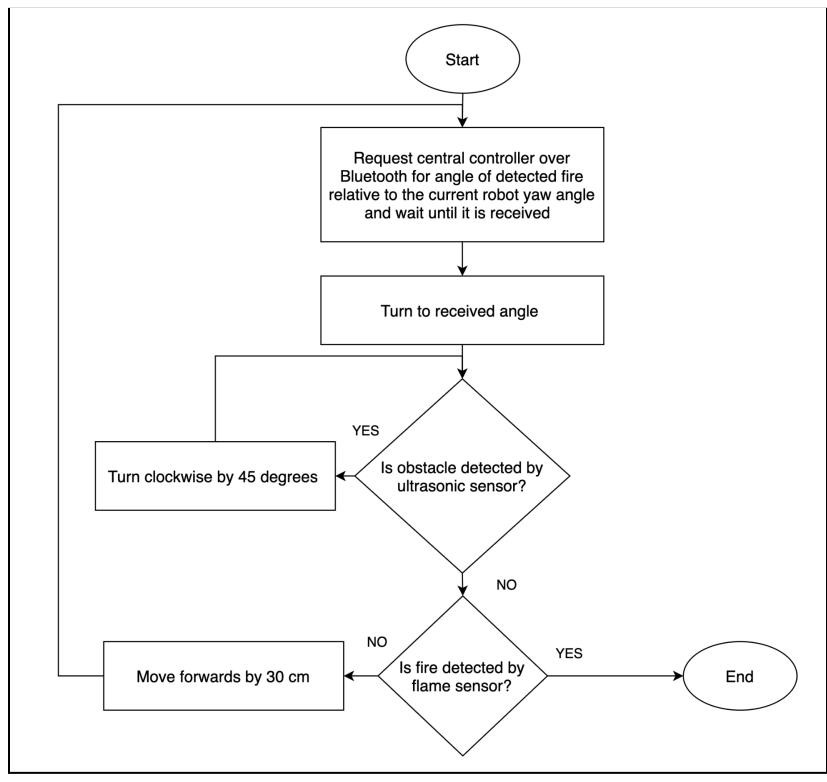 Start
Request central controller over
Bluetooth for angle of detected fire
relative to the current robot yaw angle
and wait until it is received
Turn to received angle
YES
Turn clockwise by 45 degrees
Is obstacle detected by
ultrasonic sensor?
NO
NO
Move forwards by 30 cm
Is fire detected by
flame sensor?
YES
End